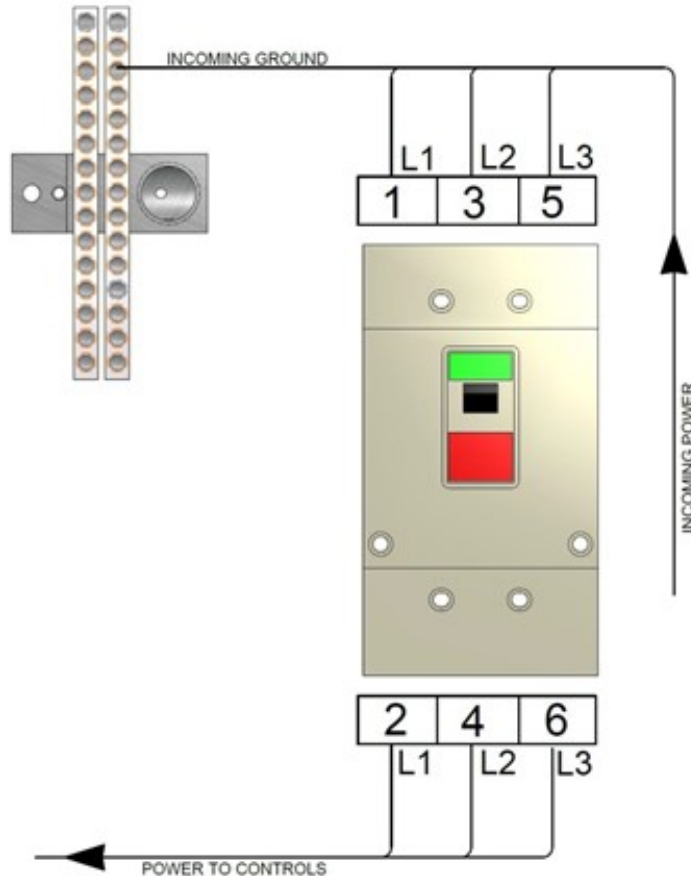 INCOMING GROUND
L1 L2 L3
1 3 5
INCOMING POWER
2 4 6
L1 L2 L3
POWER TO CONTROLS